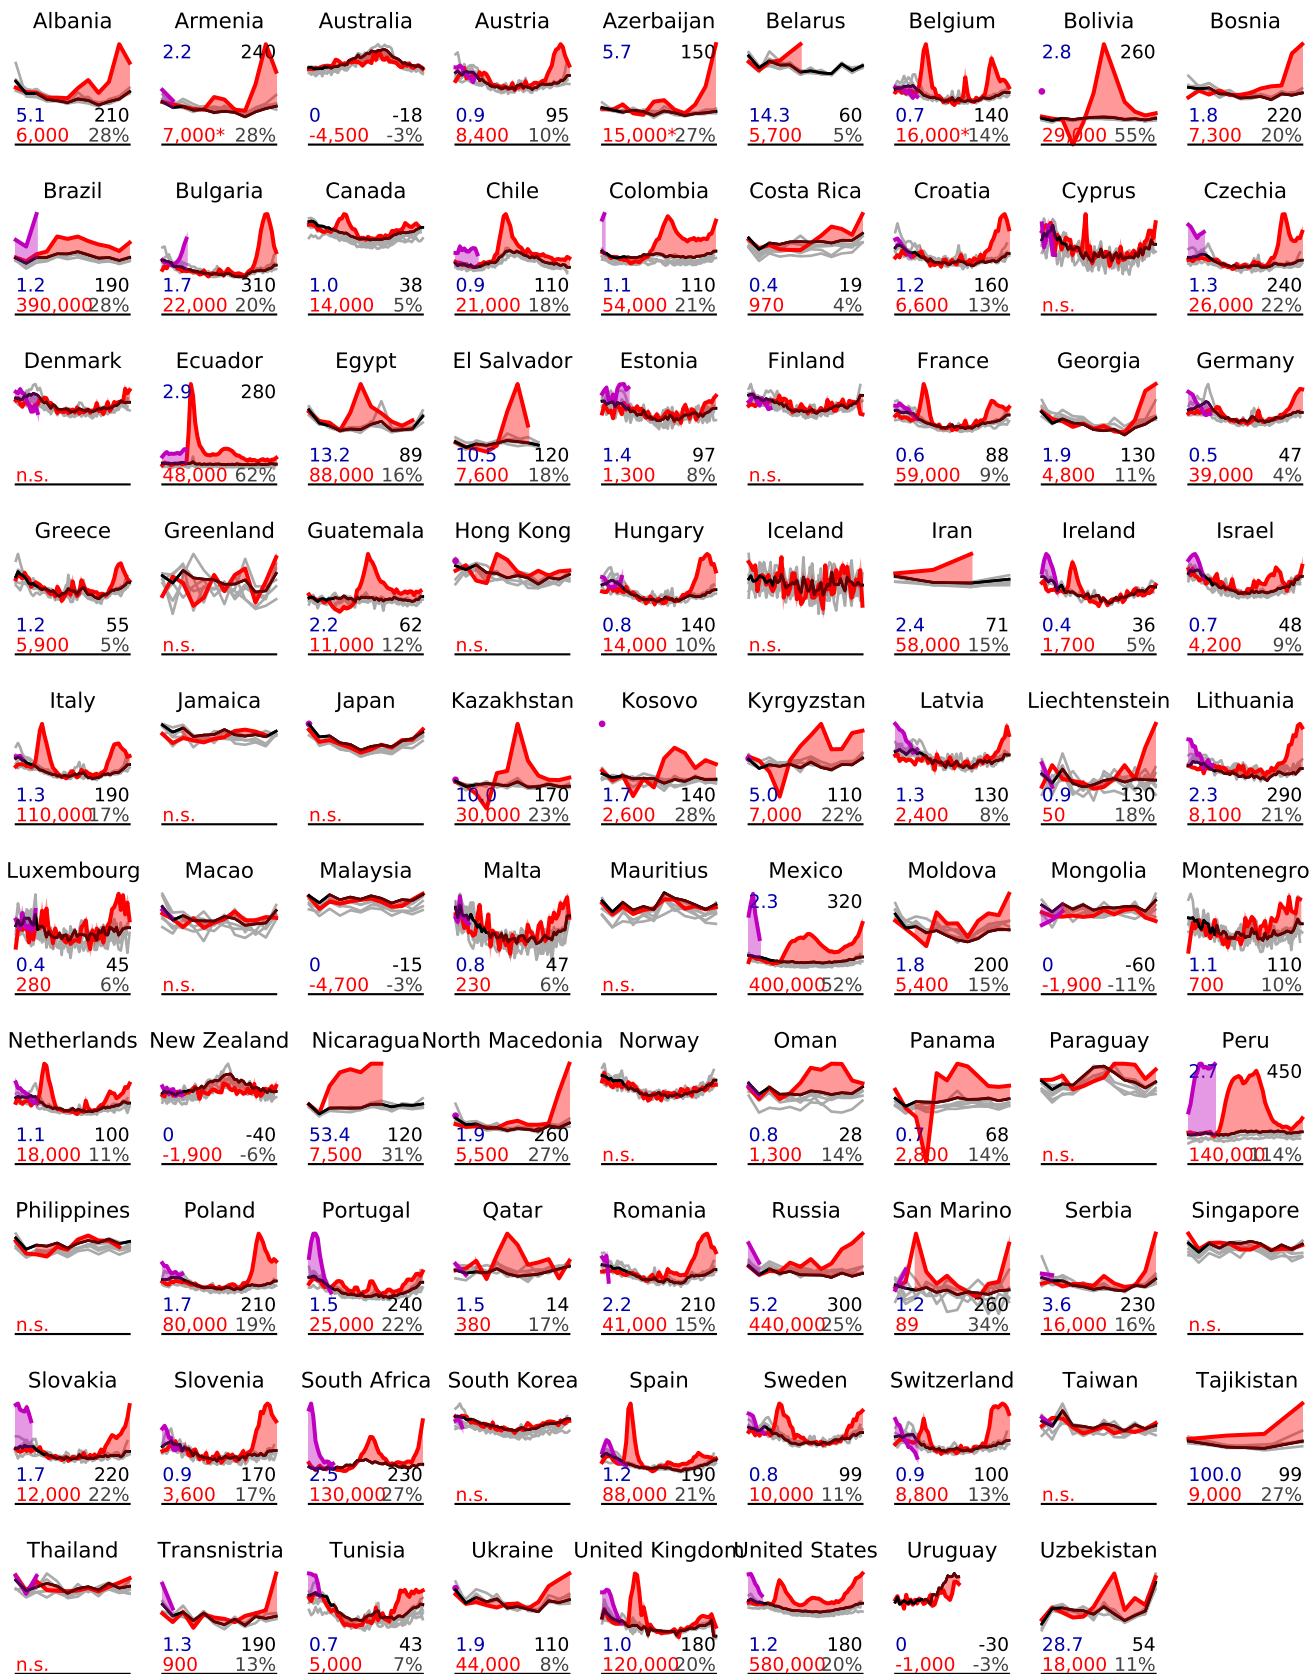 Albania Armenia Australia Austria Azerbaijan Belarus Belgium Bolivia Bosnia
2.2 240 5.7 150 2.8 260
5.1 210 0 -18 0.9 95 14.3 60 0.7 140 1.8 220
6,000 28% 7,000* 28% -4,500 -3% 8,400 10% 15,000* 27% 5,700 5% 16,000* 14% 29,000 55% 7,300 20%
Brazil Bulgaria Canada Chile Colombia Costa Rica Croatia Cyprus Czechia
1.2 190 1.7 310 1.0 38 0.9 110 1.1 110 0.4 19 1.2 160 1.3 240
390,000 28% 22,000 20% 14,000 5% 21,000 18% 54,000 21% 970 4% 6,600 13% n.s. 26,000 22%
Denmark Ecuador Egypt El Salvador Estonia Finland France Georgia Germany
2.9 280
13.2 89 10.5 120 1.4 97 0.6 88 1.9 130 0.5 47
n.s. 48,000 62% 88,000 16% 7,600 18% 1,300 8% n.s. 59,000 9% 4,800 11% 39,000 4%
Greece Greenland Guatemala Hong Kong Hungary Iceland Iran Ireland Israel
1.2 55 2.2 62 0.8 140 2.4 71 0.4 36 0.7 48
5,900 5% n.s. 11,000 12% n.s. 14,000 10% n.s. 58,000 15% 1,700 5% 4,200 9%
Italy Jamaica Japan Kazakhstan Kosovo Kyrgyzstan Latvia Liechtenstein Lithuania
1.3 190 10.0 170 1.7 140 5.0 110 1.3 130 0.9 130 2.3 290
110,000 17% n.s. n.s. 30,000 23% 2,600 28% 7,000 22% 2,400 8% 50 18% 8,100 21%
Luxembourg Macao Malaysia Malta Mauritius Mexico Moldova Mongolia Montenegro
2.3 320
0.4 45 0 -15 0.8 47 1.8 200 0 -60 1.1 110
280 6% n.s. -4,700 -3% 230 6% n.s. 400,000 52% 5,400 15% -1,900 -11% 700 10%
Netherlands New Zealand Nicaragua North Macedonia Norway Oman Panama Paraguay Peru
2.7 450
1.1 100 0 -40 53.4 120 1.9 260 0.8 28 0.7 68
18,000 11% -1,900 -6% 7,500 31% 5,500 27% n.s. 1,300 14% 2,800 14% n.s. 140,000 114%
Philippines Poland Portugal Qatar Romania Russia San Marino Serbia Singapore
1.7 210 1.5 240 1.5 14 2.2 210 5.2 300 1.2 260 3.6 230
n.s. 80,000 19% 25,000 22% 380 17% 41,000 15% 440,000 25% 89 34% 16,000 16% n.s.
Slovakia Slovenia South Africa South Korea Spain Sweden Switzerland Taiwan Tajikistan
1.7 220 0.9 170 2.5 230 1.2 190 0.8 99 0.9 100 100.0 99
12,000 22% 3,600 17% 130,000 27% n.s. 88,000 21% 10,000 11% 8,800 13% n.s. 9,000 27%
Thailand Transnistria Tunisia Ukraine United Kingdom United States Uruguay Uzbekistan
1.3 190 0.7 43 1.9 110 1.0 180 1.2 180 0 -30 28.7 54
n.s. 900 13% 5,000 7% 44,000 8% 120,000 20% 580,000 20% -1,000 -3% 18,000 11%